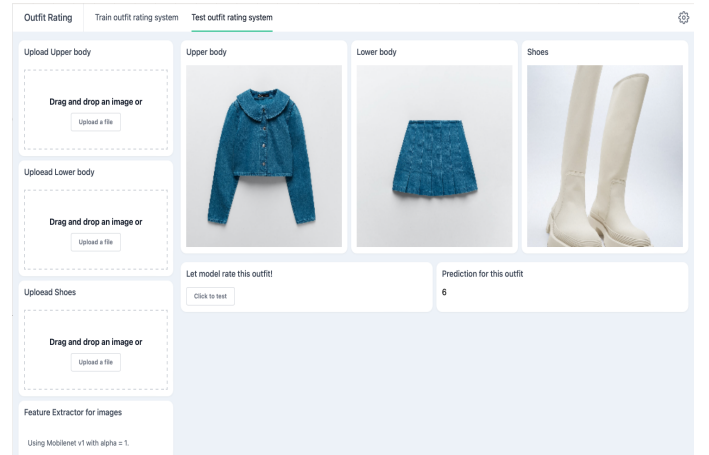 Outfit Rating
Train outfit rating system
Test outfit rating system
Upload Upper body
Drag and drop an image or
Upload a file
Uplooead Lower body
Drag and drop an image or
Upload a file
Uploead Shoes
Drag and drop an image or
Upload a file
Feature Extractor for images
Using Mobilenet v1 with alpha = 1.
Upper body
Lower body
Shoes
Let model rate this outfit!
Click to test
Prediction for this outfit
6